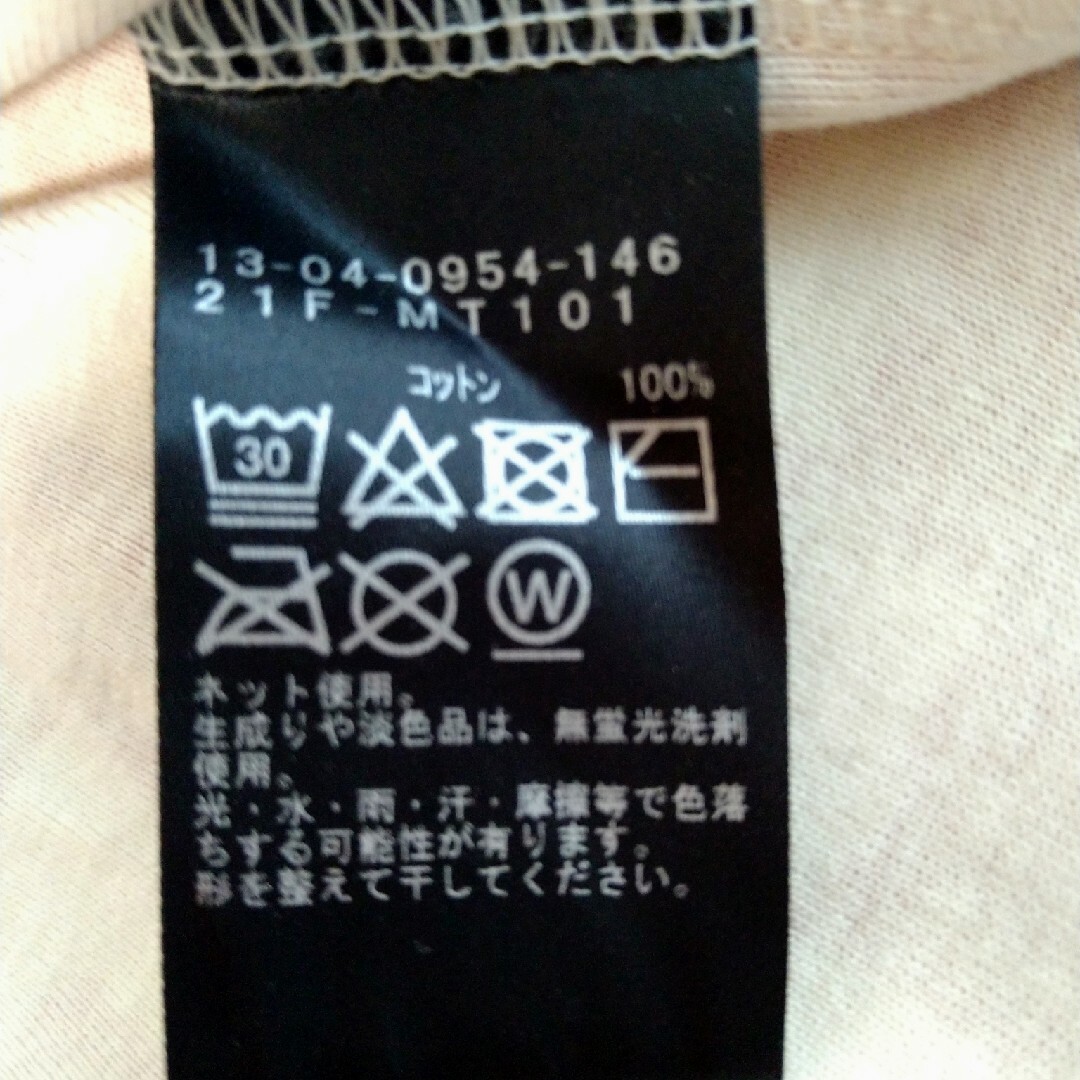 13-04-0954-146
21F-MT101
コットン 100%
30
W
ネット使用。
生成りや淡色品は、無蛍光洗剤
使用。
光・水・雨・汗・摩擦等で色落
ちする可能性が有ります。
形を整えて干してください。